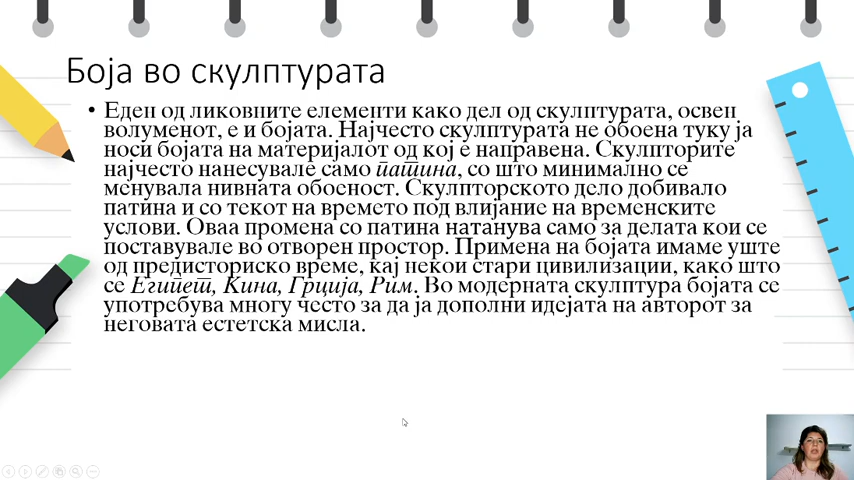 Боја во скулптурата
• Еден од ликовните елементи како дел од скулптурата, освен
волуменот, е и бојата. Најчесто скулптурата не обоена туку ја
носи бојата на материјалот од кој е направена. Скулпторите
најчесто нанесувале само патина, со што минимално се
менувала нивната обоеност. Скулпторското дело добивало
патина и со текот на времето под влијание на временските
услови. Оваа промена со патина натанува само за делата кои се
поставувале во отворен простор. Примена на бојата имаме уште
од предисториско време, кај некои стари цивилизации, како што
се Египет, Кина, Грција, Рим. Во модерната скулптура бојата се
употребува многу често за да ја дополни идејата на авторот за
неговата естетска мисла.